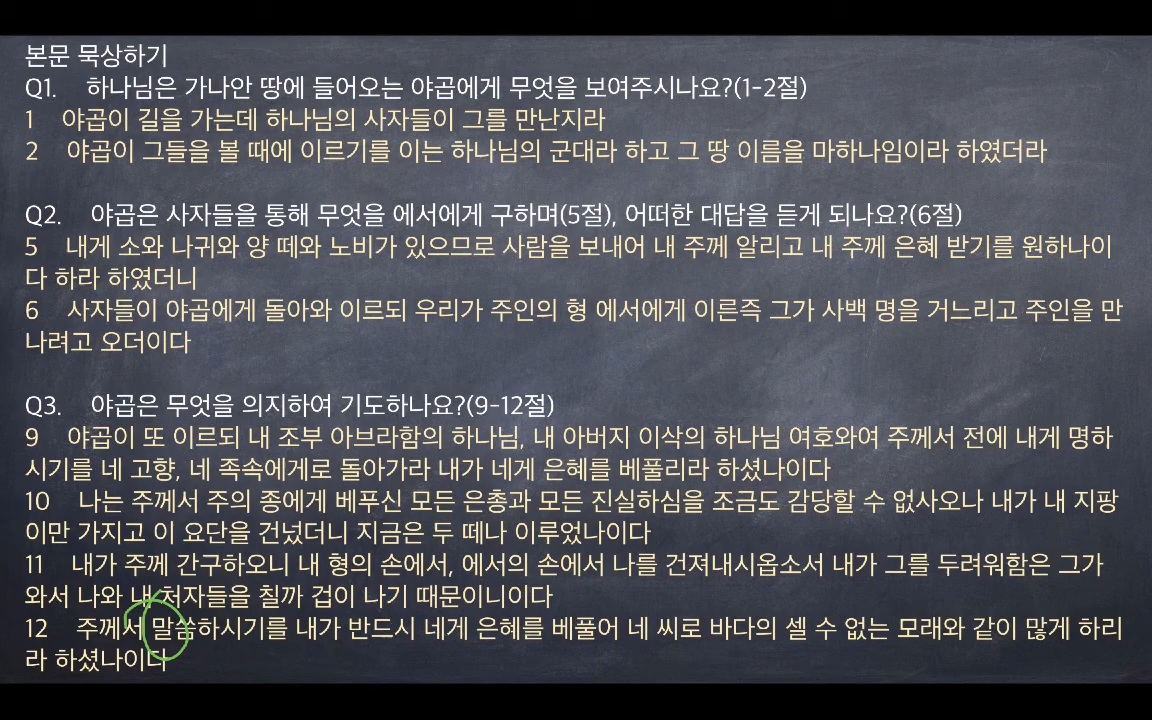 본문 묵상하기
Q1. 하나님은 가나안 땅에 들어오는 야곱에게 무엇을 보여주시나요?(1-2절)
1 야곱이 길을 가는데 하나님의 사자들이 그를 만난지라
2 야곱이 그들을 볼 때에 이르기를 이는 하나님의 군대라 하고 그 땅 이름을 마하나임이라 하였더라
Q2. 야곱은 사자들을 통해 무엇을 에서에게 구하며(5절), 어떠한 대답을 듣게 되나요?(6절)
5 내게 소와 나귀와 양 떼와 노비가 있으므로 사람을 보내어 내 주께 알리고 내 주께 은혜 받기를 원하나이
다 하라 하였더니
6 사자들이 야곱에게 돌아와 이르되 우리가 주인의 형 에서에게 이른즉 그가 사백 명을 거느리고 주인을 만
나려고 오더이다
Q3. 야곱은 무엇을 의지하여 기도하나요?(9-12절)
9 야곱이 또 이르되 내 조부 아브라함의 하나님, 내 아버지 이삭의 하나님 여호와여 주께서 전에 내게 명하
시기를 네 고향, 네 족속에게로 돌아가라 내가 네게 은혜를 베풀리라 하셨나이다
10 나는 주께서 주의 종에게 베푸신 모든 은총과 모든 진실하심을 조금도 감당할 수 없사오나 내가 내 지팡
이만 가지고 이 요단을 건넜더니 지금은 두 떼나 이루었나이다
11 내가 주께 간구하오니 내 형의 손에서, 에서의 손에서 나를 건져내시옵소서 내가 그를 두려워함은 그가
와서 나와 내 처자들을 칠까 겁이 나기 때문이니이다
12 주께서 말씀하시기를 내가 반드시 네게 은혜를 베풀어 네 씨로 바다의 셀 수 없는 모래와 같이 많게 하리
라 하셨나이다